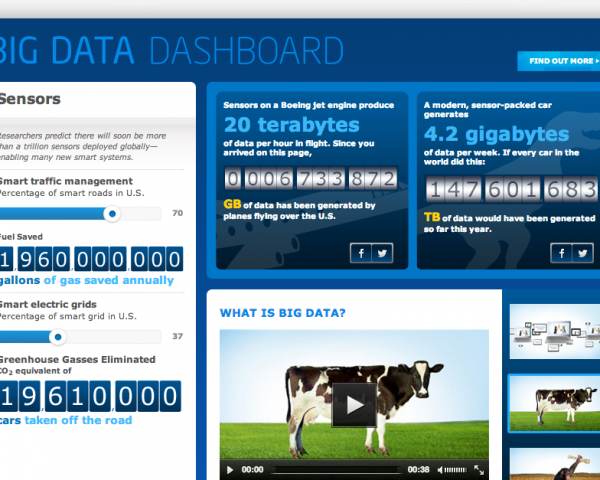 BIG DATA DASHBOARD
FIND OUT MORE
Sensors
Researchers predict there will soon be more
than a trillion sensors deployed globally—
enabling many new smart systems.
Smart traffic management
Percentage of smart roads in U.S.
70
Fuel Saved
1,960,000,000
gallons of gas saved annually
Smart electric grids
Percentage of smart grid in U.S.
37
Greenhouse Gasses Eliminated
CO2 equivalent of
19,610,000
cars taken off the road
Sensors on a Boeing jet engine produce
20 terabytes
of data per hour in flight. Since you
arrived on this page,
0006733872
GB of data has been generated by
planes flying over the U.S.
A modern, sensor-packed car
generates
4.2 gigabytes
of data per week. If every car in the
world did this:
147601683
TB of data would have been generated
so far this year.
WHAT IS BIG DATA?
00:00
00:38